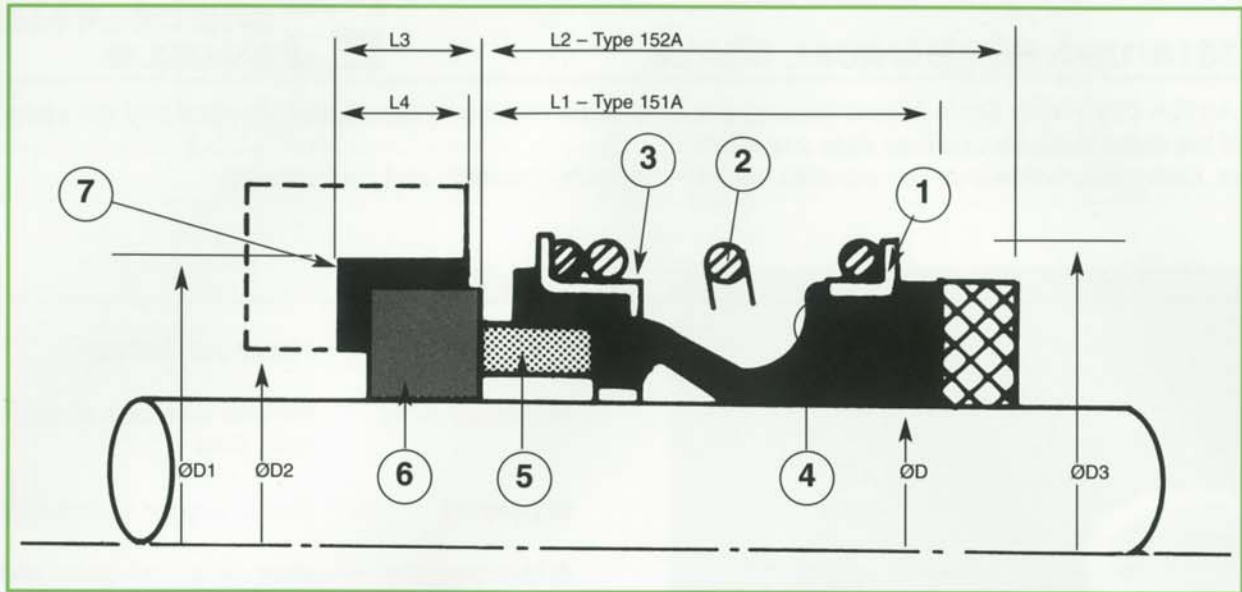 L3
L2 – Type 152A
L4
L1 – Type 151A
3
2
1
7
6
5
4
ØD1
ØD2
ØD
ØD3